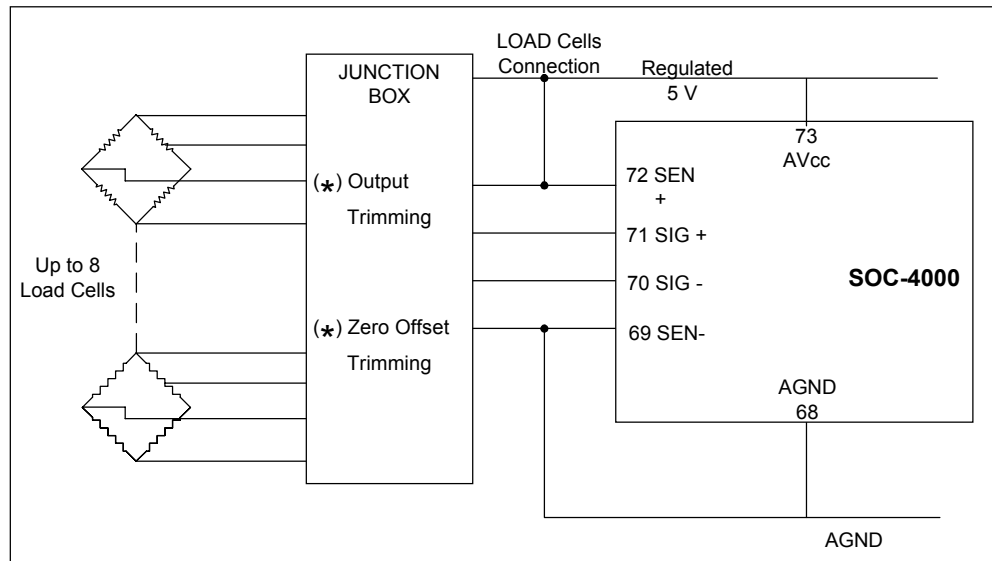 LOAD Cells
Connection
Regulated
5 V
JUNCTION
BOX
73
AVcc
(*) Output
Trimming
72 SEN
+
71 SIG +
70 SIG -
SOC-4000
Up to 8
Load Cells
(*) Zero Offset
Trimming
69 SEN-
AGND
68
AGND